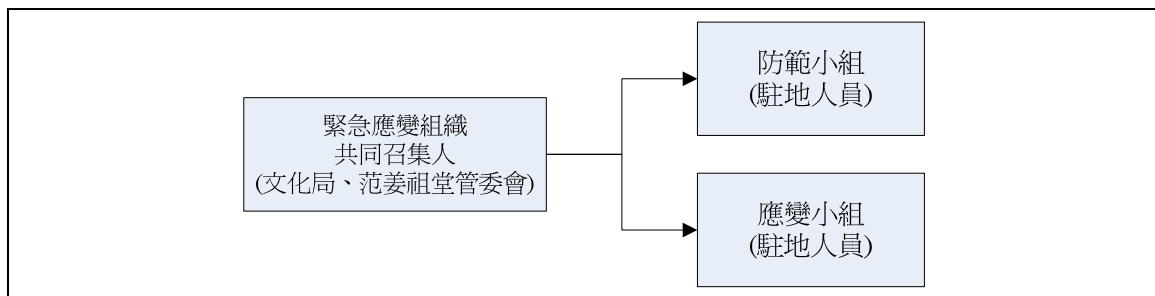 緊急應變組織
共同召集人
(文化局、范姜祖堂管委會)
防範小組
(駐地人員)
應變小組
(駐地人員)